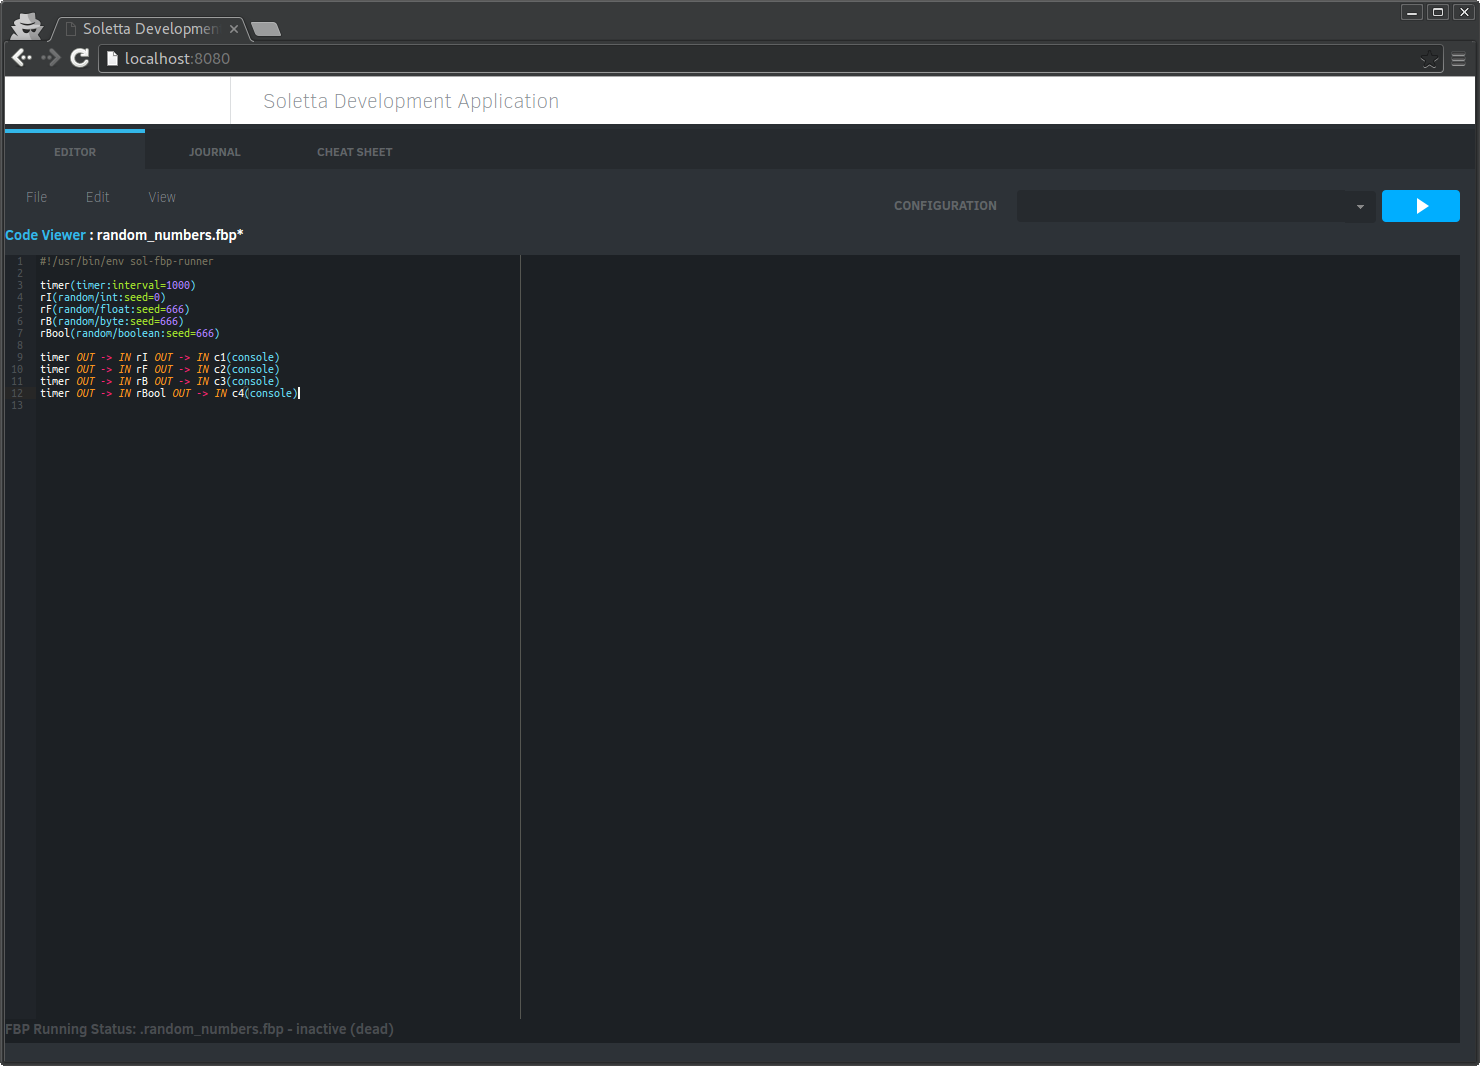 Soletta Developmen
localhost:8080
Soletta Development Application
EDITOR JOURNAL CHEAT SHEET
File Edit View CONFIGURATION
Code Viewer : random_numbers.fbp*
1 #!/usr/bin/env sol-fbp-runner
2
3 timer(timer:interval=1000)
4 rI(random/int:seed=0)
5 rF(random/float:seed=666)
6 rB(random/byte:seed=666)
7 rBool(random/boolean:seed=666)
8
9 timer OUT -> IN rI OUT -> IN c1(console)
10 timer OUT -> IN rF OUT -> IN c2(console)
11 timer OUT -> IN rB OUT -> IN c3(console)
12 timer OUT -> IN rBool OUT -> IN c4(console)
13
FBP Running Status: .random_numbers.fbp - inactive (dead)